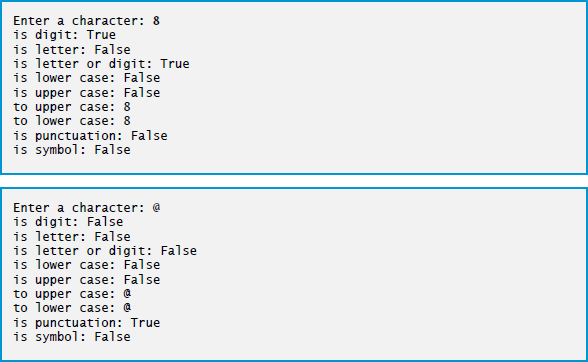 Enter a character: 8
is digit: True
is letter: False
is letter or digit: True
is lower case: False
is upper case: False
to upper case: 8
to lower case: 8
is punctuation: False
is symbol: False
Enter a character: @
is digit: False
is letter: False
is letter or digit: False
is lower case: False
is upper case: False
to upper case: @
to lower case: @
is punctuation: True
is symbol: False